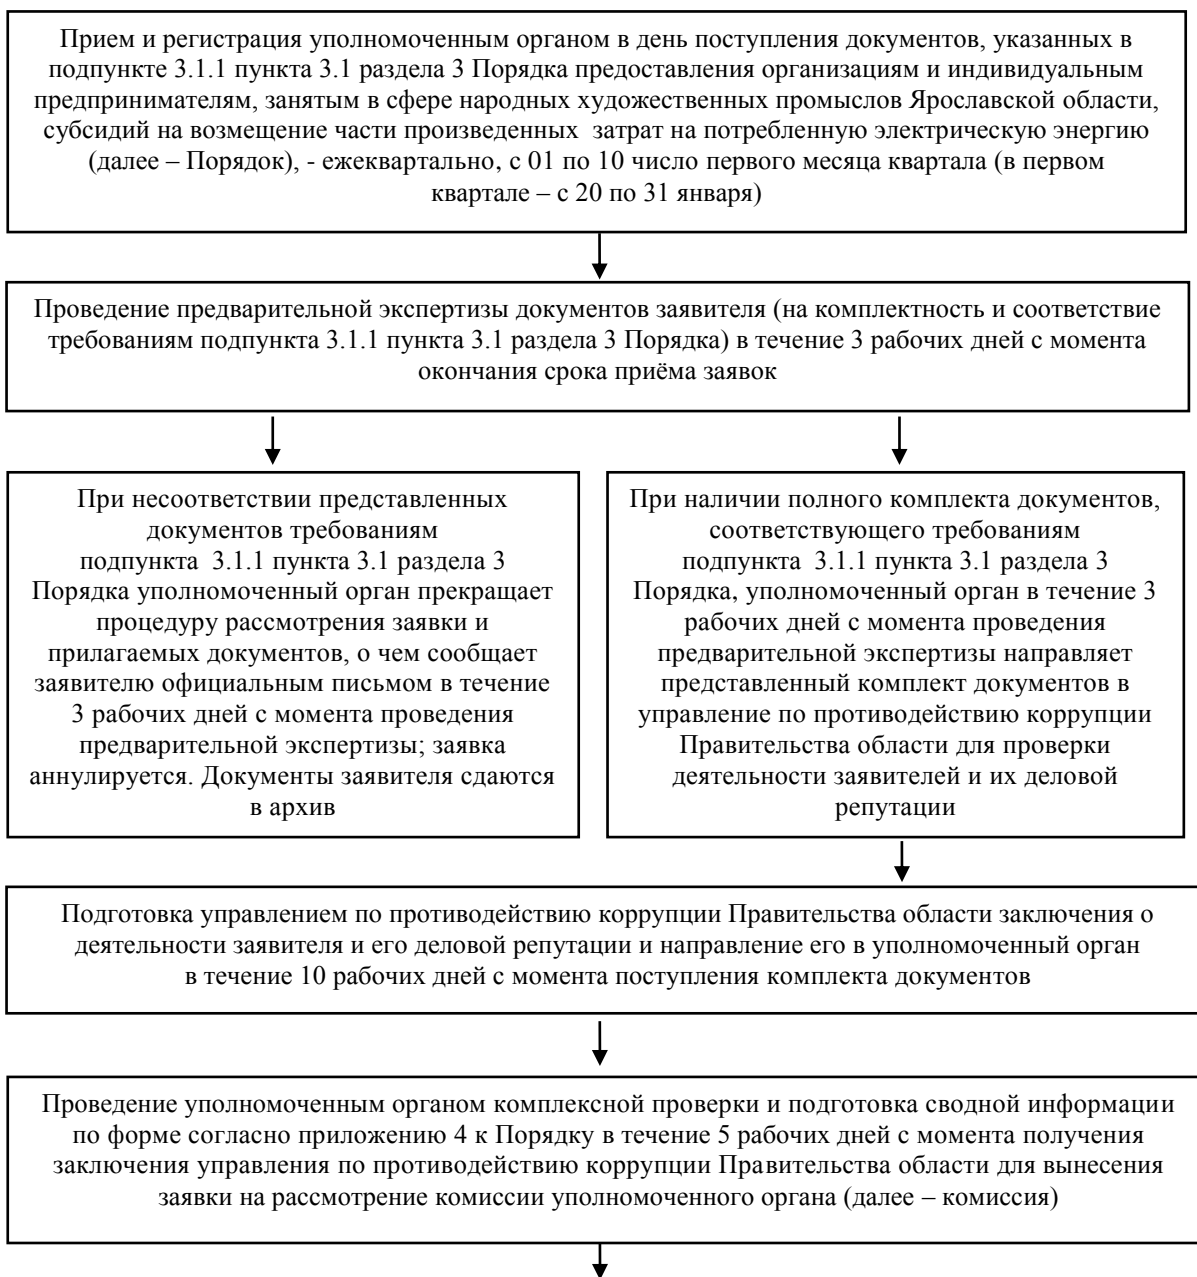 Прием и регистрация уполномоченным органом в день поступления документов, указанных в
подпункте 3.1.1 пункта 3.1 раздела 3 Порядка предоставления организациям и индивидуальным
предпринимателям, занятым в сфере народных художественных промыслов Ярославской области,
субсидий на возмещение части произведенных затрат на потребленную электрическую энергию
(далее – Порядок), - ежеквартально, с 01 по 10 число первого месяца квартала (в первом
квартале – с 20 по 31 января)
Проведение предварительной экспертизы документов заявителя (на комплектность и соответствие
требованиям подпункта 3.1.1 пункта 3.1 раздела 3 Порядка) в течение 3 рабочих дней с момента
окончания срока приёма заявок
При несоответствии представленных
документов требованиям
подпункта 3.1.1 пункта 3.1 раздела 3
Порядка уполномоченный орган прекращает
процедуру рассмотрения заявки и
прилагаемых документов, о чем сообщает
заявителю официальным письмом в течение
3 рабочих дней с момента проведения
предварительной экспертизы; заявка
аннулируется. Документы заявителя сдаются
в архив
При наличии полного комплекта документов,
соответствующего требованиям
подпункта 3.1.1 пункта 3.1 раздела 3
Порядка, уполномоченный орган в течение 3
рабочих дней с момента проведения
предварительной экспертизы направляет
представленный комплект документов в
управление по противодействию коррупции
Правительства области для проверки
деятельности заявителей и их деловой
репутации
Подготовка управлением по противодействию коррупции Правительства области заключения о
деятельности заявителя и его деловой репутации и направление его в уполномоченный орган
в течение 10 рабочих дней с момента поступления комплекта документов
Проведение уполномоченным органом комплексной проверки и подготовка сводной информации
по форме согласно приложению 4 к Порядку в течение 5 рабочих дней с момента получения
заключения управления по противодействию коррупции Правительства области для вынесения
заявки на рассмотрение комиссии уполномоченного органа (далее – комиссия)